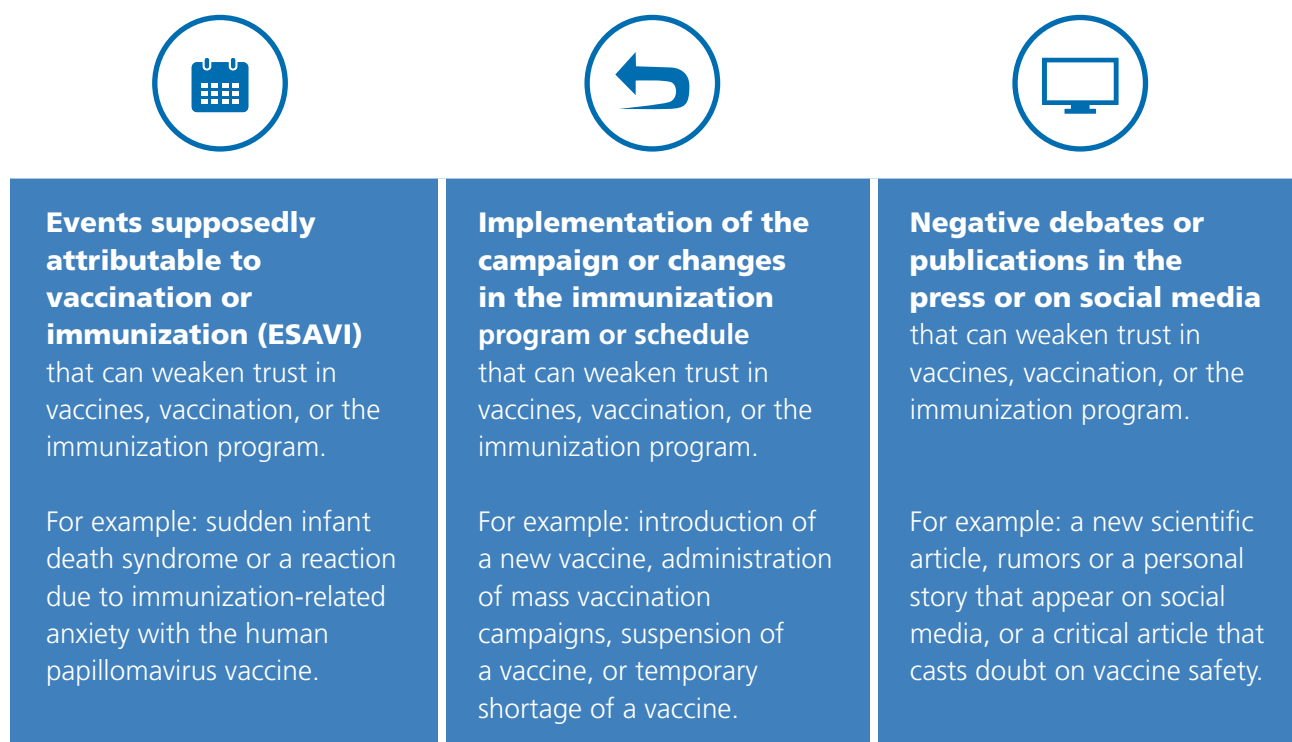 Events supposedly
attributable to
vaccination or
immunization (ESAVI)
that can weaken trust in
vaccines, vaccination, or the
immunization program.
For example: sudden infant
death syndrome or a reaction
due to immunization-related
anxiety with the human
papillomavirus vaccine.
Implementation of the
campaign or changes
in the immunization
program or schedule
that can weaken trust in
vaccines, vaccination, or the
immunization program.
For example: introduction of
a new vaccine, administration
of mass vaccination
campaigns, suspension of
a vaccine, or temporary
shortage of a vaccine.
Negative debates or
publications in the
press or on social media
that can weaken trust in
vaccines, vaccination, or the
immunization program.
For example: a new scientific
article, rumors or a personal
story that appear on social
media, or a critical article that
casts doubt on vaccine safety.